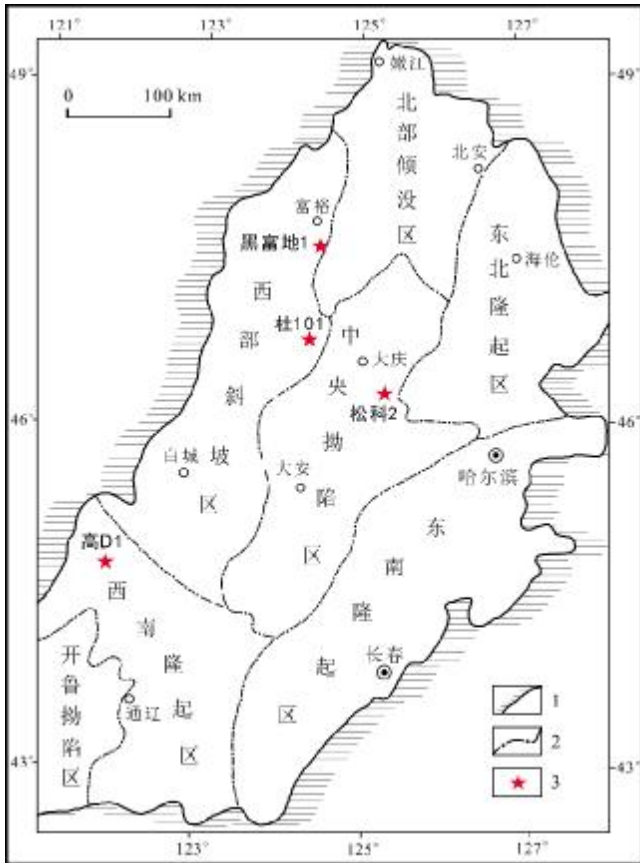 121°
123°
125°
127°
49°
49°
0 100 km
嫩江
北部倾没区
北安
富裕
黑富地1
东北隆起区
海伦
西部斜坡区
杜101
中央拗陷区
大庆
松科2
46°
46°
白城
大安
哈尔滨
高D1
东南隆起区
西南隆起区
长春
开鲁拗陷区
通辽
1
2
3
43°
43°
123°
125°
127°